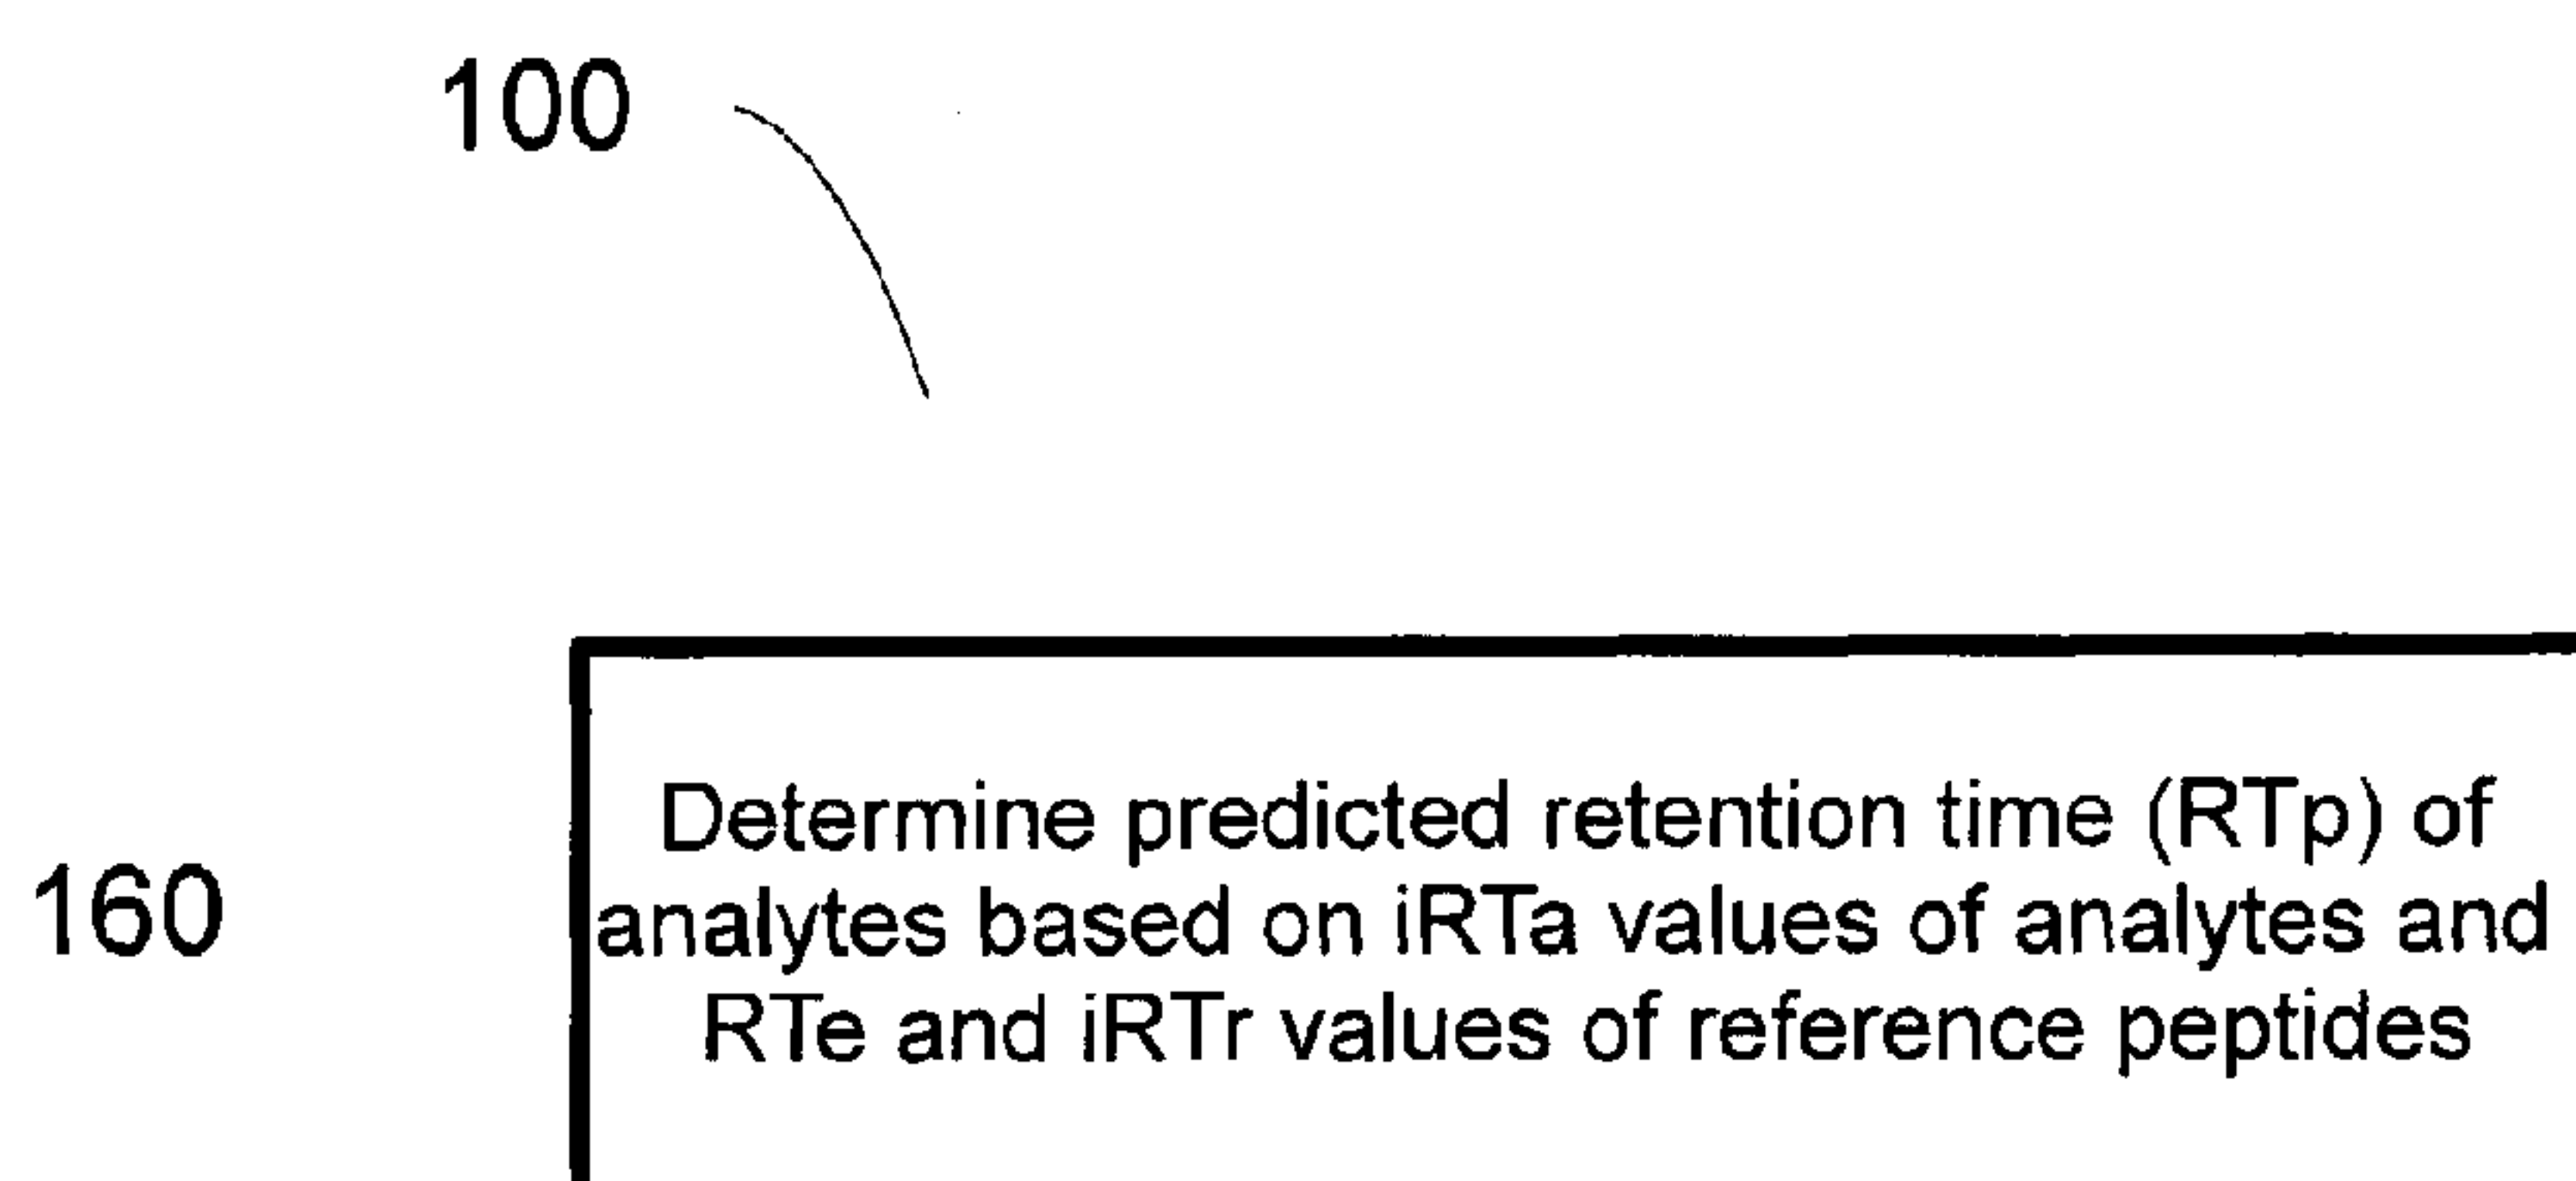 100
Determine predicted retention time (RTp) of
160
analytes based on iRTa values of analytes and
RTe and iRTr values of reference peptides